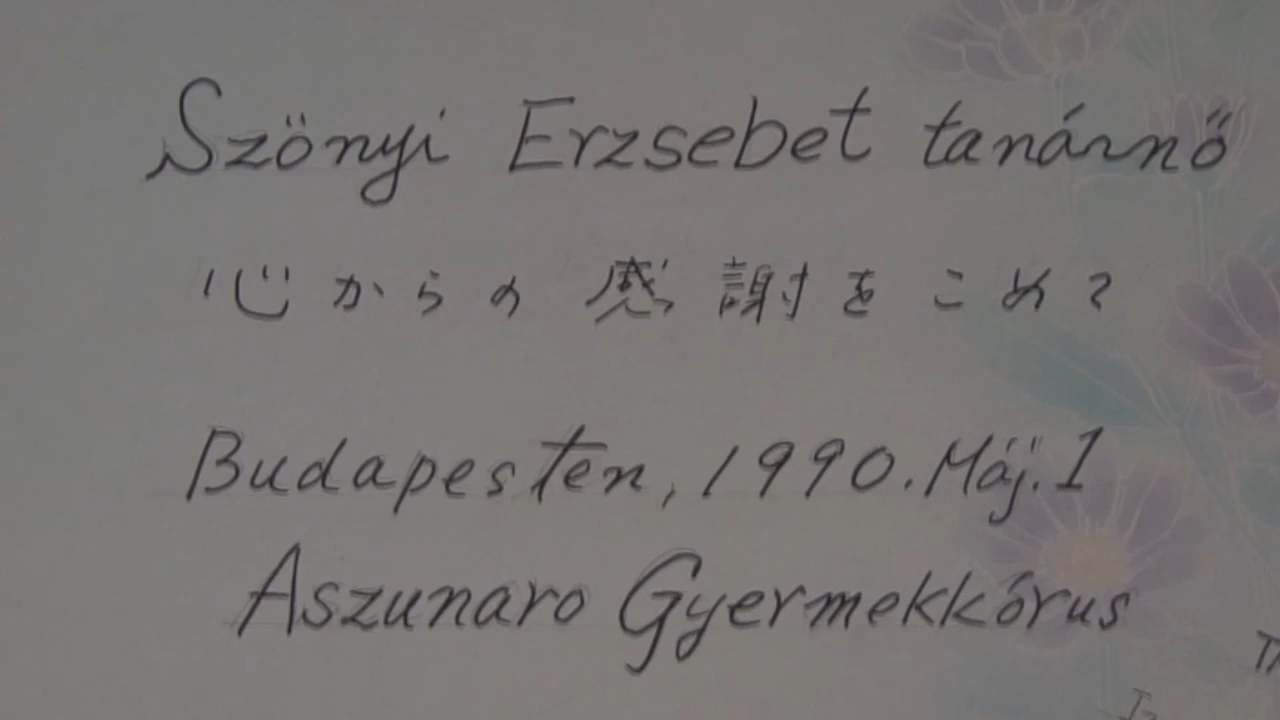 Szönyi Erzsebet tanárnő
心からの感謝をこめて
Budapesten, 1990. Máj. 1
Aszunaro Gyermekkórus